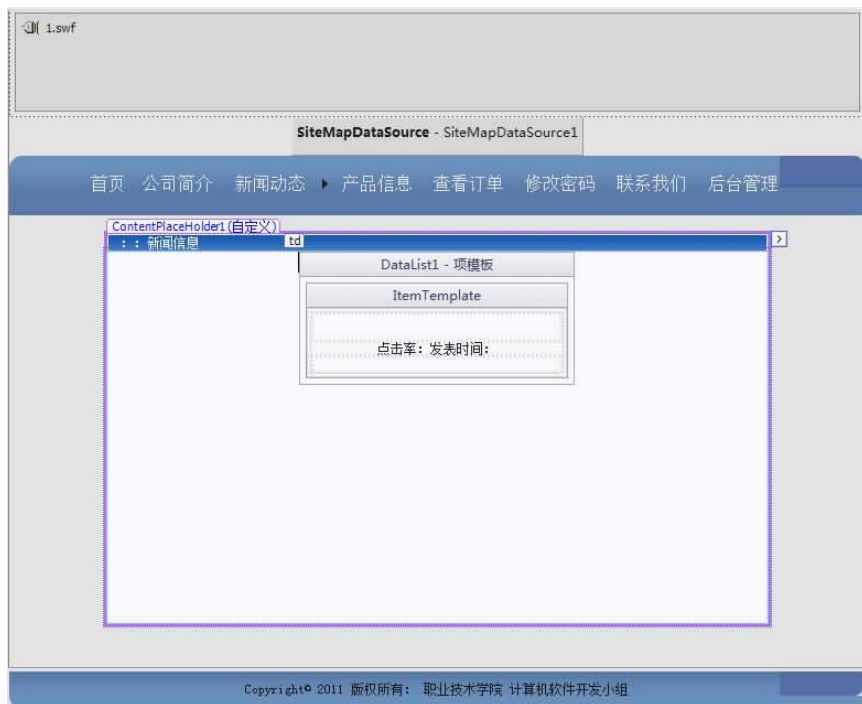 1.swf
SiteMapDataSource - SiteMapDataSource1
首页 公司简介 新闻动态 产品信息 查看订单 修改密码 联系我们 后台管理
ContentPlaceHolder1(自定义)
：：新闻信息 td
DataList1 - 项模板
ItemTemplate
点击率：发表时间：
Copyright© 2011 版权所有： 职业技术学院 计算机软件开发小组